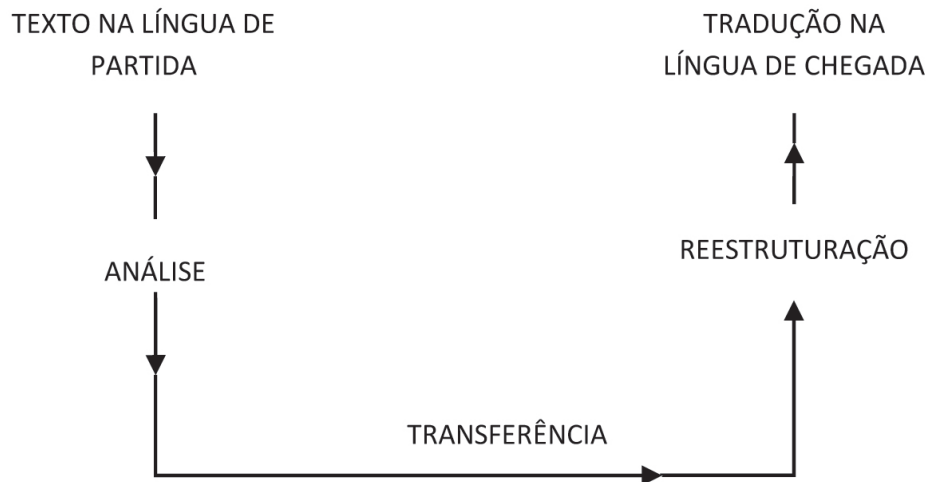 TEXTO NA LÍNGUA DE
PARTIDA
TRADUÇÃO NA
LÍNGUA DE CHEGADA
ANÁLISE
REESTRUTURAÇÃO
TRANSFERÊNCIA